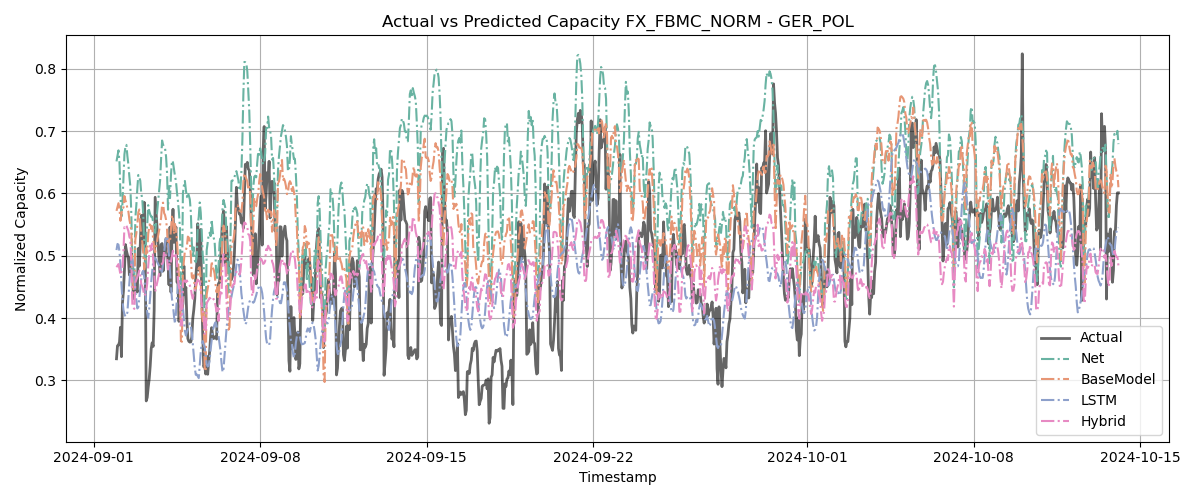 Actual vs Predicted Capacity FX_FBMC_NORM - GER_POL
Normalized Capacity
0.8
0.7
0.6
0.5
0.4
0.3
Actual
Net
BaseModel
LSTM
Hybrid
2024-09-01
2024-09-08
2024-09-15
2024-09-22
2024-10-01
2024-10-08
2024-10-15
Timestamp